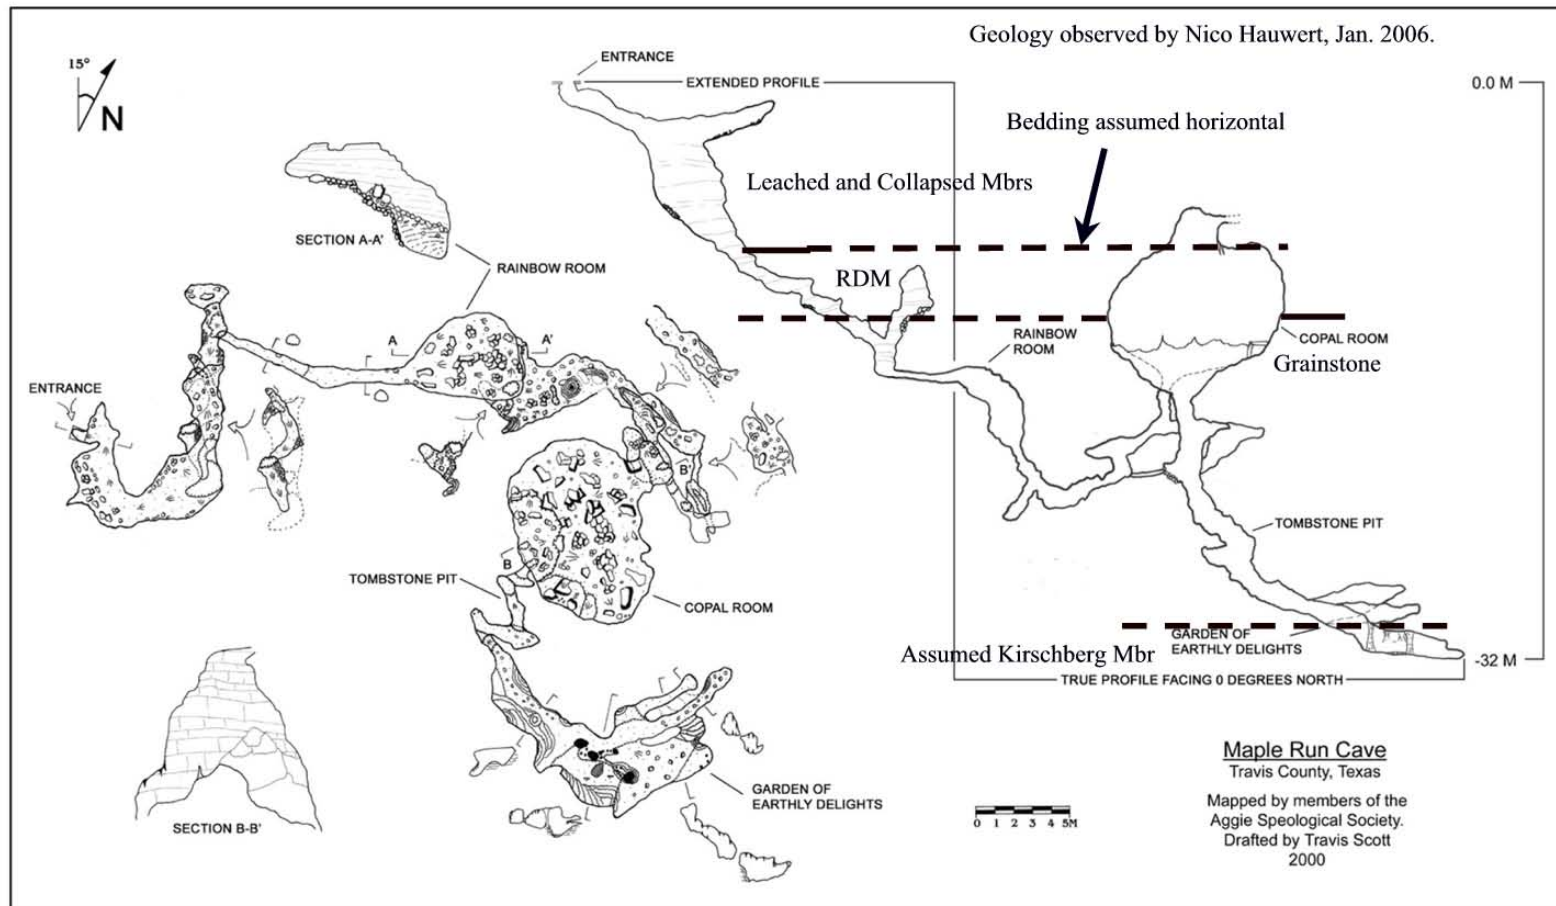 Geology observed by Nico Hauwert, Jan. 2006.
15°
N
ENTRANCE
EXTENDED PROFILE
0.0 M
Bedding assumed horizontal
Leached and Collapsed Mbrs
SECTION A-A'
RAINBOW ROOM
RDM
A
A'
RAINBOW
ROOM
COPAL ROOM
Grainstone
ENTRANCE
B'
TOMBSTONE PIT
B
TOMBSTONE PIT
COPAL ROOM
GARDEN OF
EARTHLY DELIGHTS
Assumed Kirschberg Mbr
-32 M
TRUE PROFILE FACING 0 DEGREES NORTH
GARDEN OF
EARTHLY DELIGHTS
SECTION B-B'
0 1 2 3 4 5M
Maple Run Cave
Travis County, Texas
Mapped by members of the
Aggie Speological Society.
Drafted by Travis Scott
2000